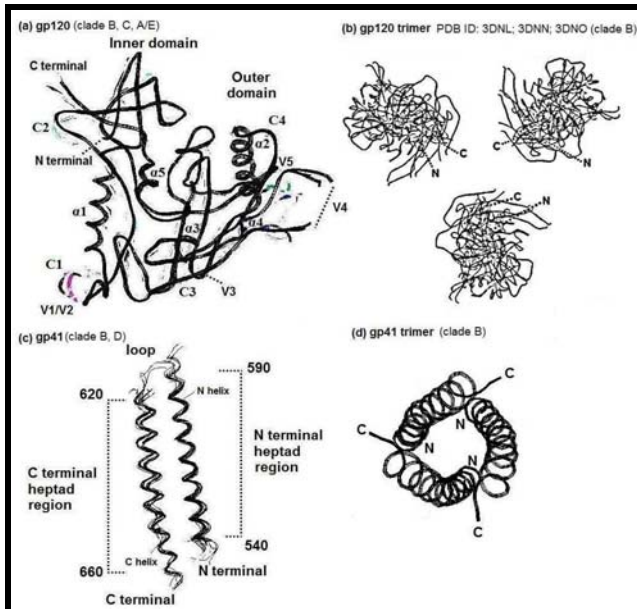 (a) gp120 (clade B, C, A/E)
Inner domain
C terminal
Outer
domain
C2
C4
N terminal
α5
α2
V5
α1
α3
α4
V4
C1
V1/V2
C3
V3
(b) gp120 trimer PDB ID: 3DNL; 3DNN; 3DNO (clade B)
C
N
C
N
C
N
(c) gp41 (clade B, D)
loop
590
620
N helix
C terminal
heptad
region
N terminal
heptad
region
540
C helix
660
N terminal
C terminal
(d) gp41 trimer (clade B)
C
C
N
N
N
C